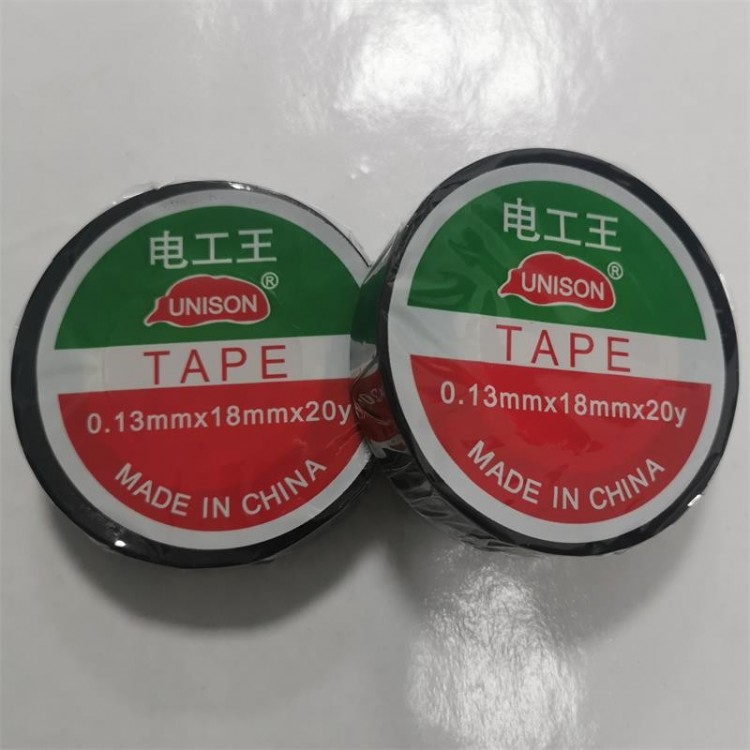 电工王
UNISON®
TAPE
0.13mmx18mmx20y
MADE IN CHINA
电工王
UNISON®
TAPE
0.13mmx18mmx20y
MADE IN CHINA